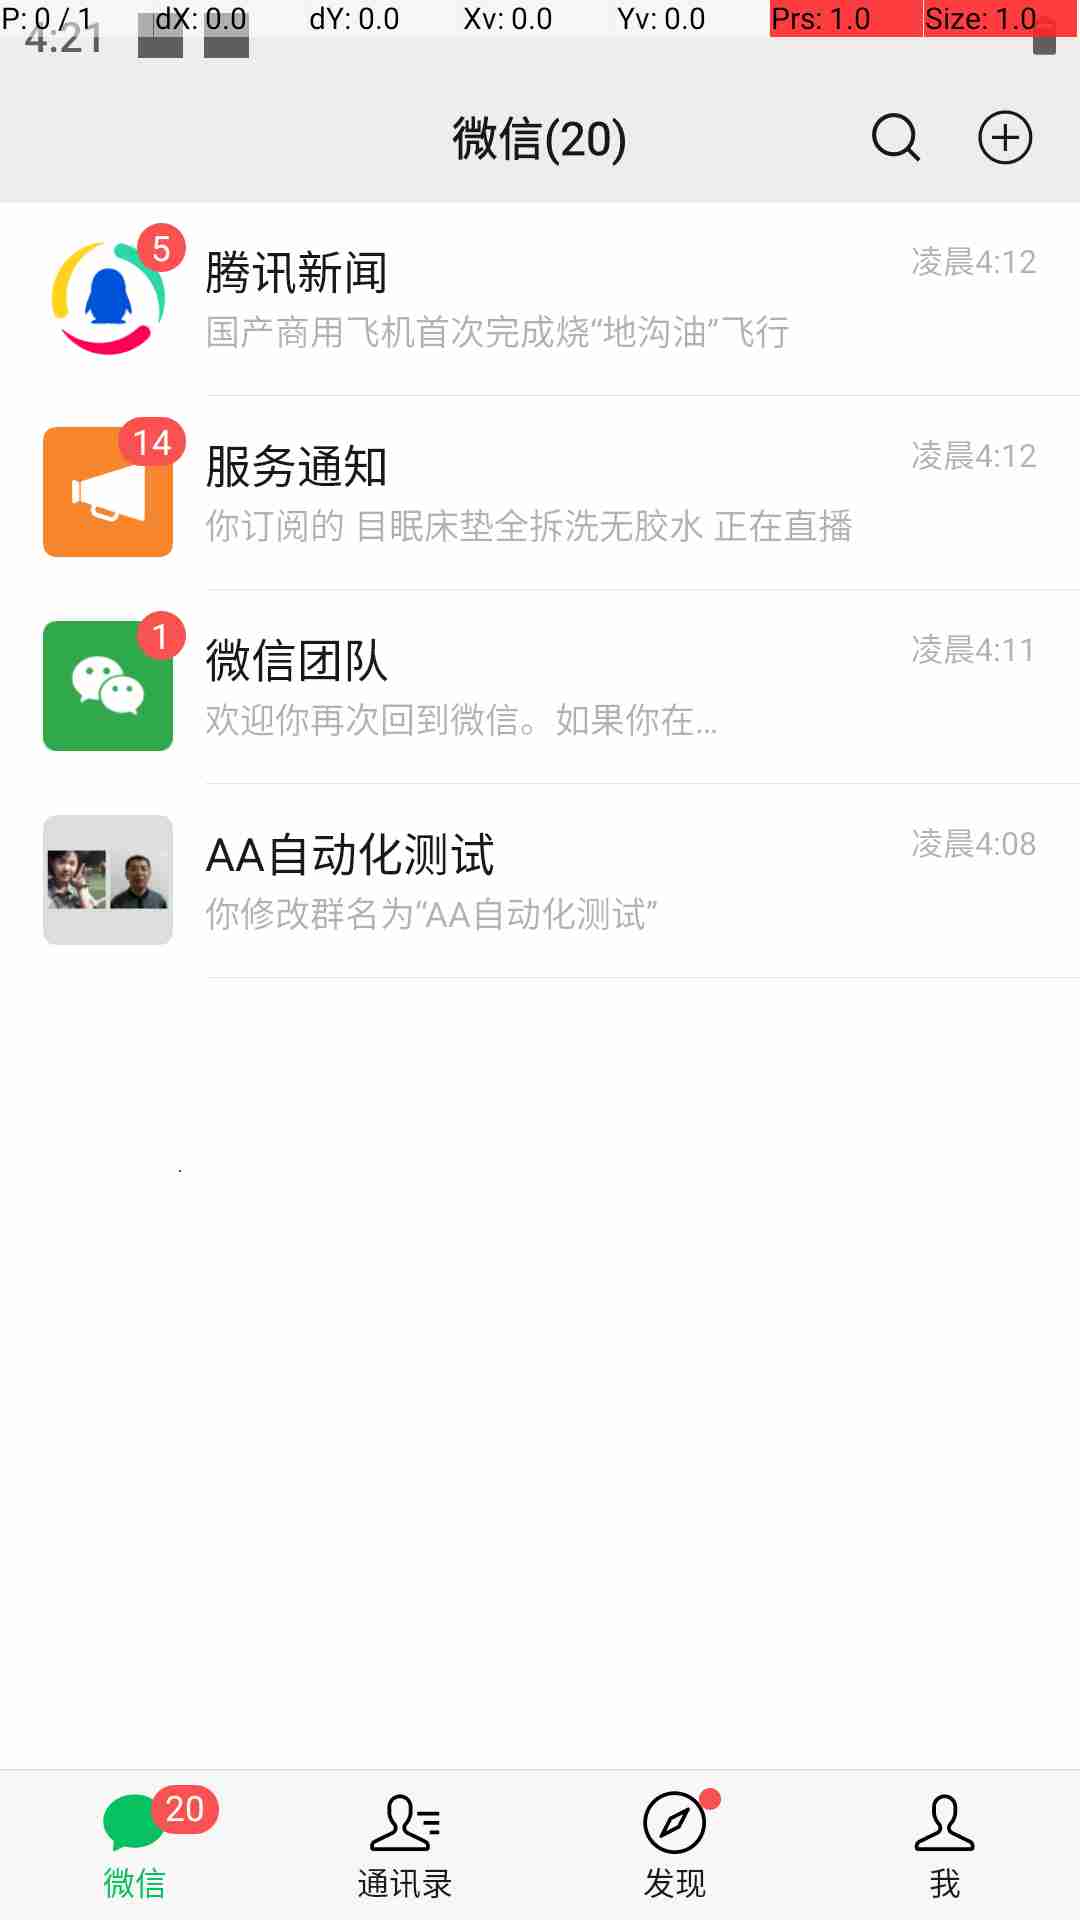 P: 0 / 1 dX: 0.0 dY: 0.0 Xv: 0.0 Yv: 0.0 Prs: 1.0 Size: 1.0
4:21
微信(20)
5
腾讯新闻
凌晨4:12
国产商用飞机首次完成烧“地沟油”飞行
14
服务通知
凌晨4:12
你订阅的 目眠床垫全拆洗无胶水 正在直播
1
微信团队
凌晨4:11
欢迎你再次回到微信。如果你在...
AA自动化测试
凌晨4:08
你修改群名为“AA自动化测试”
20
微信 通讯录 发现 我